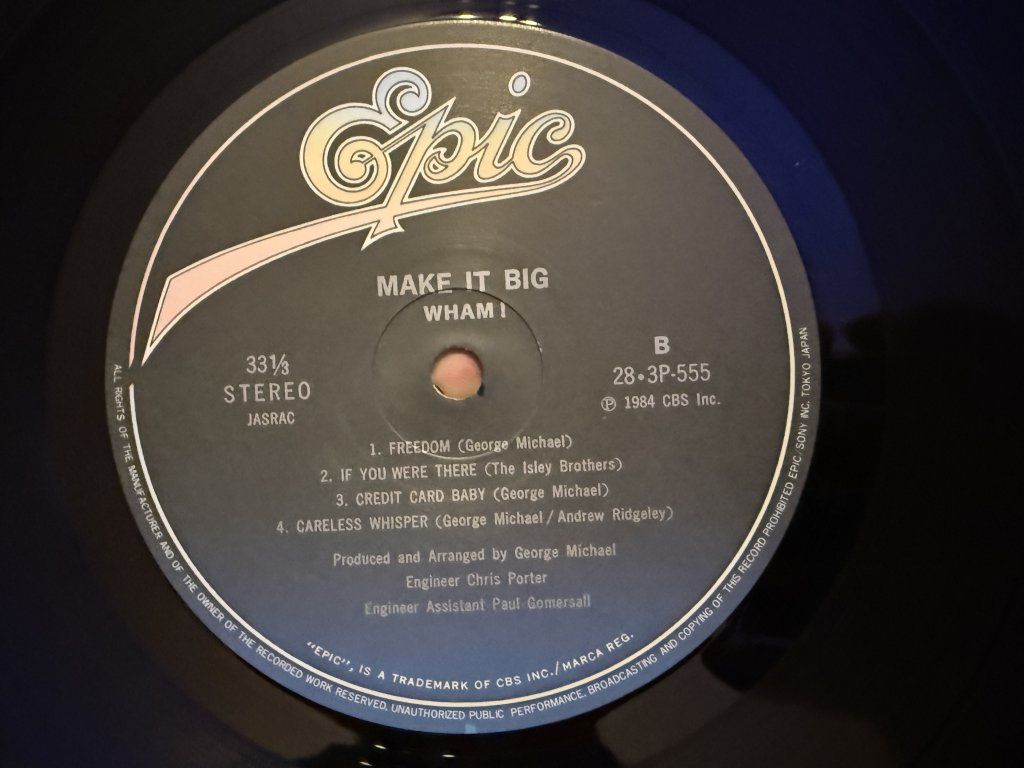 Epic
MAKE IT BIG
WHAM!
33⅓
STEREO
JASRAC
B
28•3P-555
℗ 1984 CBS Inc.
1. FREEDOM (George Michael)
2. IF YOU WERE THERE (The Isley Brothers)
3. CREDIT CARD BABY (George Michael)
4. CARELESS WHISPER (George Michael/Andrew Ridgeley)
Produced and Arranged by George Michael
Engineer Chris Porter
Engineer Assistant Paul Gomersall
"EPIC", IS A TRADEMARK OF CBS INC./MARCA REG.
ALL RIGHTS OF THE MANUFACTURER AND OF THE OWNER OF THE RECORDED WORK RESERVED. UNAUTHORIZED PUBLIC PERFORMANCE. BROADCASTING AND COPYING OF THIS RECORD PROHIBITED EPIC/SONY INC. TOKYO JAPAN